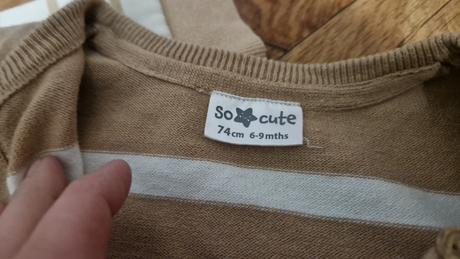 So cute
74cm 6-9mths